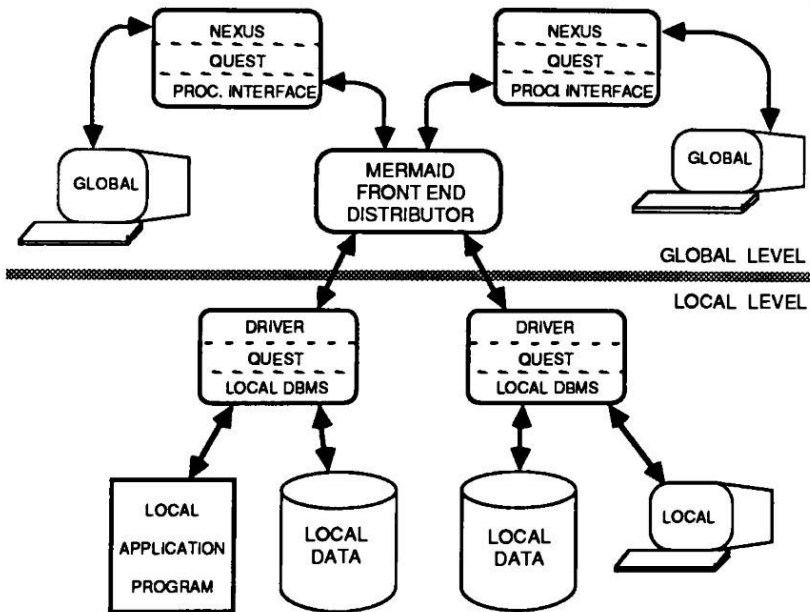 NEXUS
QUEST
PROC. INTERFACE
NEXUS
QUEST
PROCI. INTERFACE
GLOBAL
MERMAID
FRONT END
DISTRIBUTOR
GLOBAL
GLOBAL LEVEL
LOCAL LEVEL
DRIVER
QUEST
LOCAL DBMS
DRIVER
QUEST
LOCAL DBMS
LOCAL
APPLICATION
PROGRAM
LOCAL
DATA
LOCAL
DATA
LOCAL